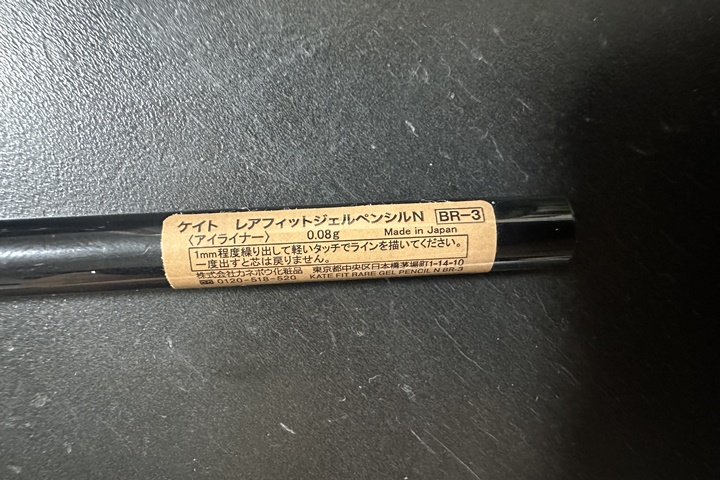 ケイト レアフィットジェルペンシルN BR-3
〈アイライナー〉 0.08g Made in Japan
1mm程度繰り出して軽いタッチでラインを描いてください。
一度出すと芯は戻りません。
株式会社カネボウ化粧品 東京都中央区日本橋茅場町1-14-10
0120-518-520 KATE FIT RARE GEL PENCIL N BR-3